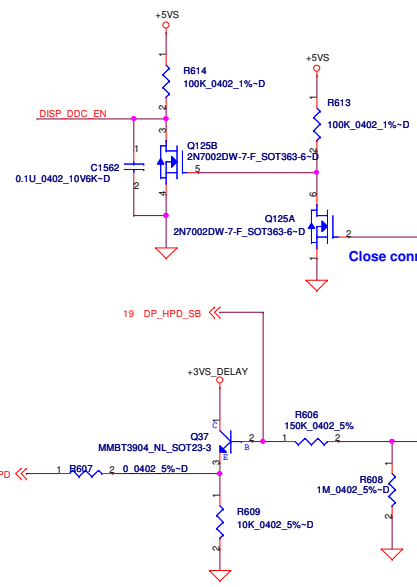 +5VS
1
R614
100K_0402_1%~D
2
DISP_DDC_EN
+5VS
1
R613
100K_0402_1%~D
2
3
Q125B
2N7002DW-7-F_SOT363-6~D
5
4
1
C1562
0.1U_0402_10V6K~D
2
6
Q125A
2N7002DW-7-F_SOT363-6~D
2
1
Close conn
19 DP_HPD_SB
+3VS_DELAY
C
Q37
MMBT3904_NL_SOT23-3
2
B
E
3
R606
150K_0402_5%
1 2
PD
1 R607 2 0_0402_5%~D
1
R609
10K_0402_5%~D
2
1
R608
1M_0402_5%~D
2